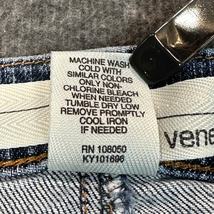 MACHINE WASH
COLD WITH
SIMILAR COLORS
ONLY NON-
CHLORINE BLEACH
WHEN NEEDED
TUMBLE DRY LOW
REMOVE PROMPTLY
COOL IRON
IF NEEDED
RN 108050
KY101696
vene